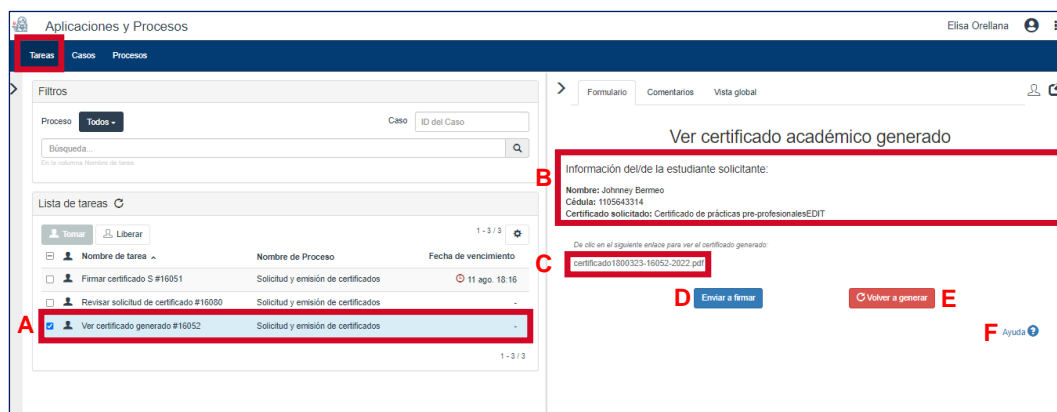 Aplicaciones y Procesos
Elisa Orellana
Tareas Casos Procesos
Filtros
Proceso Todos Caso ID del Caso
Búsqueda...
En la columna Nombre de tarea
Lista de tareas
Tomar Liberar 1 - 3 / 3
Nombre de tarea Nombre de Proceso Fecha de vencimiento
Firmar certificado S #16051 Solicitud y emisión de certificados 11 ago. 18:16
Revisar solicitud de certificado #16080 Solicitud y emisión de certificados -
A Ver certificado generado #16052 Solicitud y emisión de certificados -
1 - 3 / 3
Formulario Comentarios Vista global
Ver certificado académico generado
B
Información del/de la estudiante solicitante:
Nombre: Johnney Bermeo
Cédula: 1105643314
Certificado solicitado: Certificado de prácticas pre-profesionalesEDIT
De clic en el siguiente enlace para ver el certificado generado:
C certificado1800323-16052-2022.pdf
D Enviar a firmar Volver a generar E
F Ayuda ?